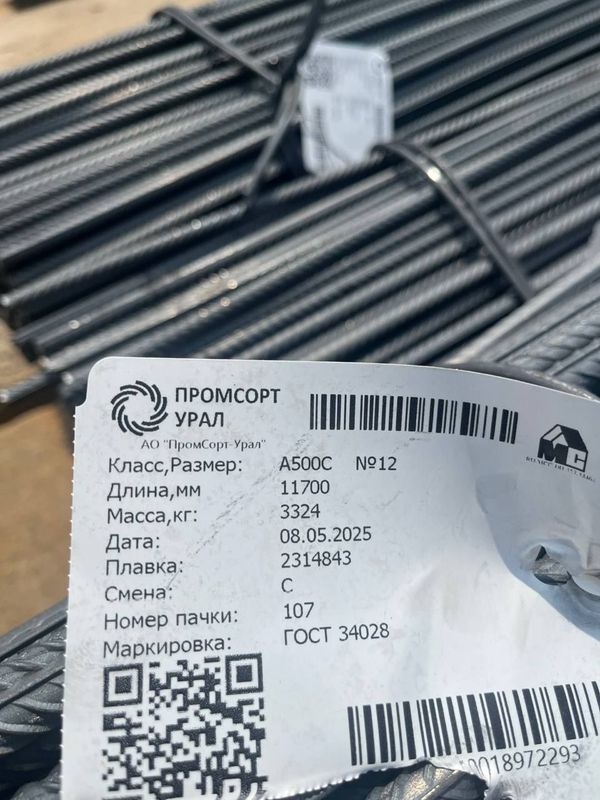 ПРОМСОРТ
УРАЛ
АО "ПромСорт-Урал"
МС
Класс,Размер: А500С №12
Длина,мм 11700
Масса,кг: 3324
Дата: 08.05.2025
Плавка: 2314843
Смена: С
Номер пачки: 107
Маркировка: ГОСТ 34028
0018972293